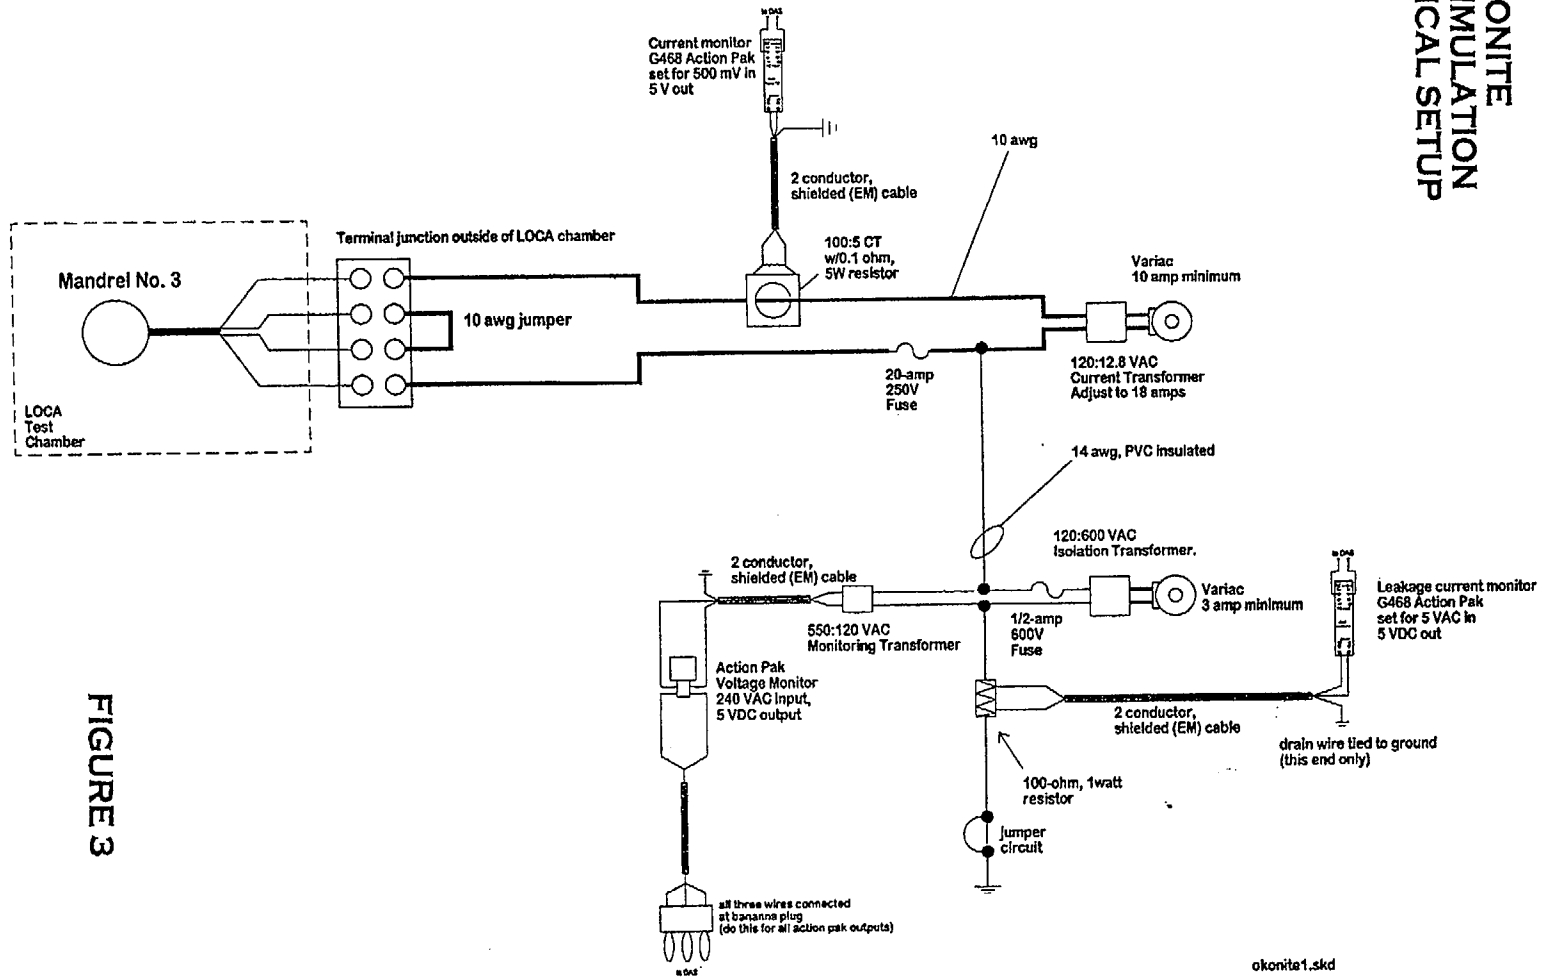 ONITE
MULATION
ICAL SETUP
to DAS
Current monitor
G468 Action Pak
set for 500 mV in
5 V out
10 awg
2 conductor,
shielded (EM) cable
Terminal junction outside of LOCA chamber
100:5 CT
w/0.1 ohm,
5W resistor
Variac
10 amp minimum
Mandrel No. 3
10 awg jumper
20-amp
250V
Fuse
120:12.8 VAC
Current Transformer
Adjust to 18 amps
LOCA
Test
Chamber
14 awg, PVC insulated
120:600 VAC
Isolation Transformer.
2 conductor,
shielded (EM) cable
to DAS
Variac
3 amp minimum
Leakage current monitor
G468 Action Pak
set for 5 VAC in
5 VDC out
550:120 VAC
Monitoring Transformer
1/2-amp
600V
Fuse
Action Pak
Voltage Monitor
240 VAC Input,
5 VDC output
2 conductor,
shielded (EM) cable
drain wire tied to ground
(this end only)
100-ohm, 1watt
resistor
jumper
circuit
all three wires connected
at bananna plug
(do this for all action pak outputs)
to DAS
FIGURE 3
okonite1.skd